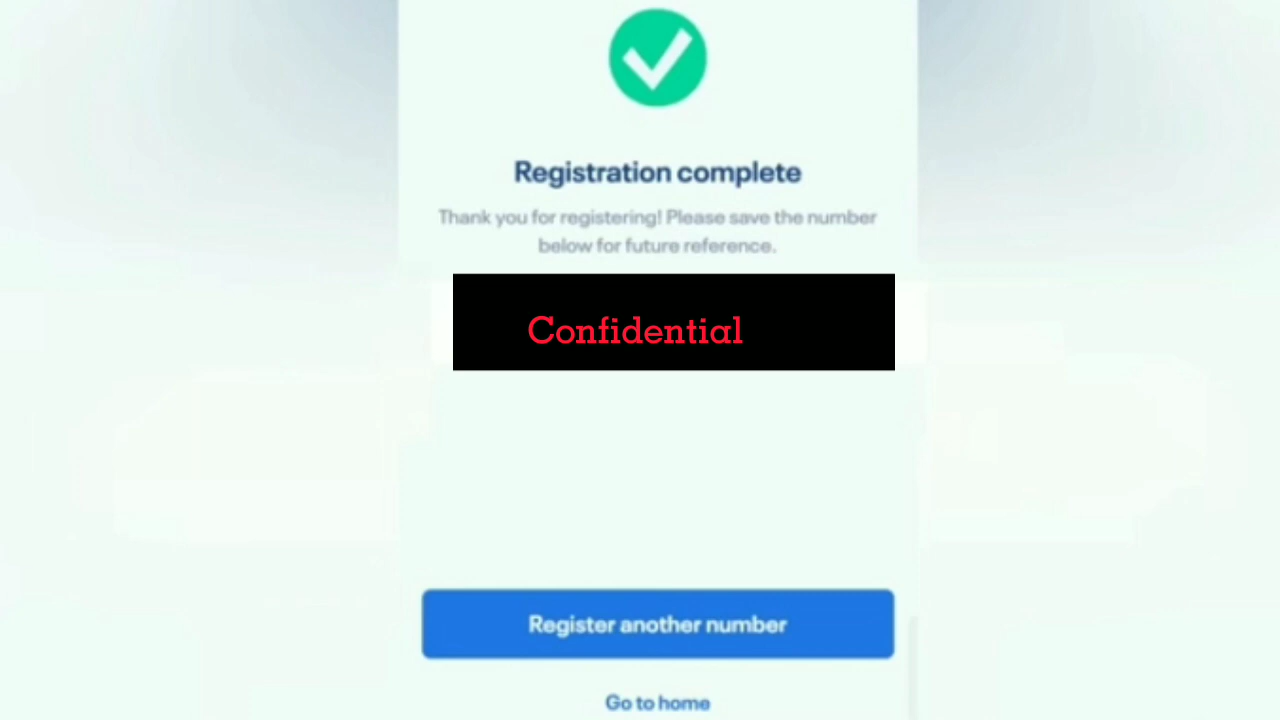 Registration complete
Thank you for registering! Please save the number
below for future reference.
Confidential
Register another number
Go to home